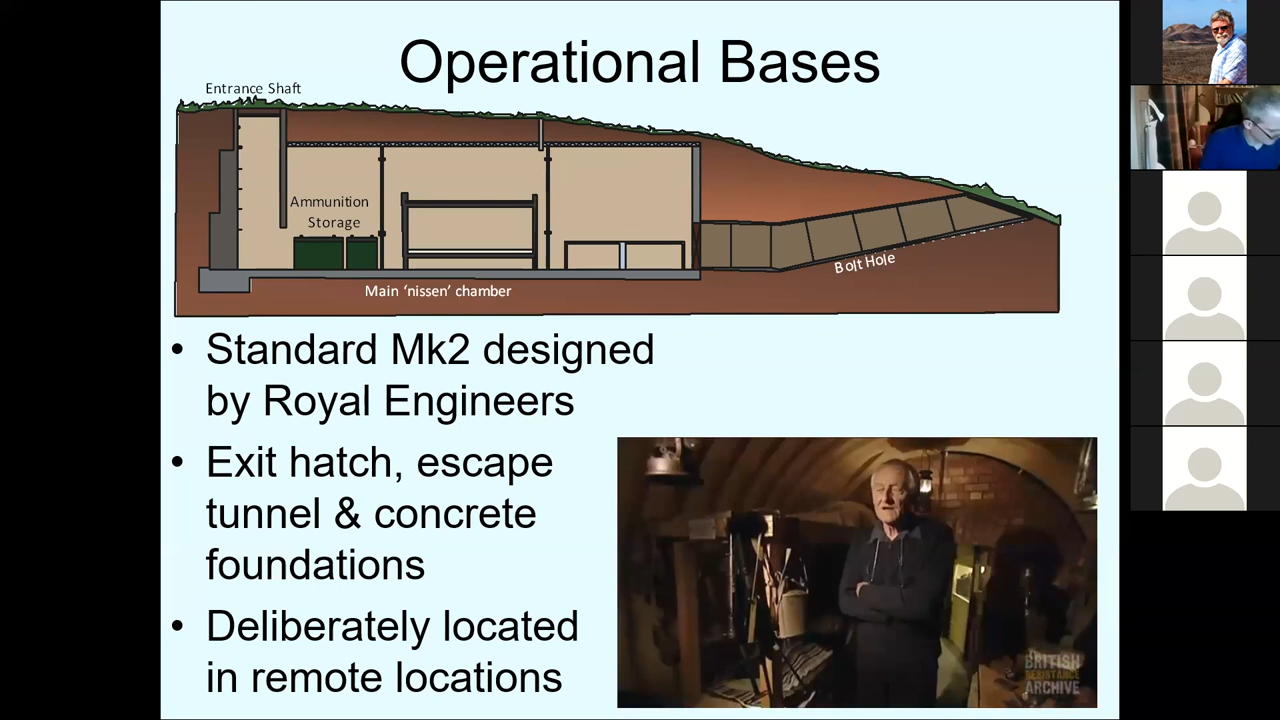 Operational Bases
Entrance Shaft
Ammunition
Storage
Bolt Hole
Main ‘nissen’ chamber
• Standard Mk2 designed
by Royal Engineers
• Exit hatch, escape
tunnel & concrete
foundations
• Deliberately located
in remote locations
BRITISH
RESISTANCE
ARCHIVE